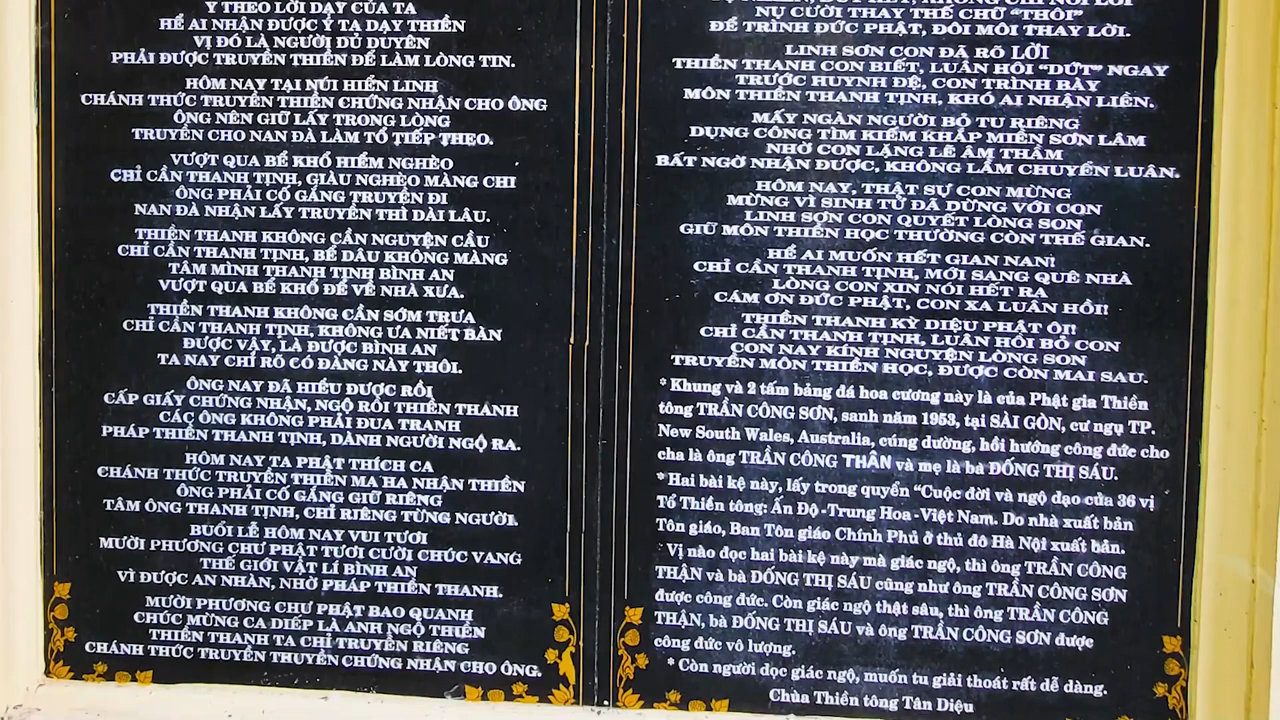 Y THEO LỜI DẠY CỦA TA
HỄ AI NHẬN ĐƯỢC Ý TA DẠY THIỀN
VỊ ĐÓ LÀ NGƯỜI DỦ DUYÊN
PHẢI ĐƯỢC TRUYỀN THIỀN ĐỂ LÀM LÒNG TIN.
HÔM NAY TẠI NÚI HIỂN LINH
CHÁNH THỨC TRUYỀN THIỀN CHỨNG NHẬN CHO ÔNG
ÔNG NÊN GIỮ LẤY TRONG LÒNG
TRUYỀN CHO NAN ĐÀ LÀM TỔ TIẾP THEO.
VƯỢT QUA BỂ KHỔ HIỂM NGHÈO
CHỈ CẦN THANH TỊNH, GIÀU NGHÈO MÀNG CHI
ÔNG PHẢI CỐ GẮNG TRUYỀN ĐI
NAN ĐÀ NHẬN LẤY TRUYỀN THÌ DÀI LÂU.
THIỀN THANH KHÔNG CẦN NGUYỆN CẦU
CHỈ CẦN THANH TỊNH, BỂ DÂU KHÔNG MÀNG
TÂM MÌNH THANH TỊNH BÌNH AN
VƯỢT QUA BỂ KHỔ ĐỂ VỀ NHÀ XƯA.
THIỀN THANH KHÔNG CẦN SỚM TRƯA
CHỈ CẦN THANH TỊNH, KHÔNG ƯA NIẾT BÀN
ĐƯỢC VẬY, LÀ ĐƯỢC BÌNH AN
TA NAY CHỈ RÕ CÓ ĐÀNG NÀY THÔI.
ÔNG NAY ĐÃ HIỂU ĐƯỢC RỒI
CẤP GIẤY CHỨNG NHẬN, NGỘ RỒI THIỀN THANH
CÁC ÔNG KHÔNG PHẢI ĐUA TRANH
PHÁP THIỀN THANH TỊNH, DÀNH NGƯỜI NGỘ RA.
HÔM NAY TA PHẬT THÍCH CA
CHÁNH THỨC TRUYỀN THIỀN MA HA NHẬN THIỀN
ÔNG PHẢI CỐ GẮNG GIỮ RIÊNG
TÂM ÔNG THANH TỊNH, CHỈ RIÊNG TỪNG NGƯỜI.
BUỔI LỄ HÔM NAY VUI TƯƠI
MƯỜI PHƯƠNG CHƯ PHẬT TƯƠI CƯỜI CHÚC VANG
THẾ GIỚI VẬT LÍ BÌNH AN
VÌ ĐƯỢC AN NHÀN, NHỜ PHÁP THIỀN THANH.
MƯỜI PHƯƠNG CHƯ PHẬT BAO QUANH
CHÚC MỪNG CA DIẾP LÀ ANH NGỘ THIỀN
THIỀN THANH TA CHỈ TRUYỀN RIÊNG
CHÁNH THỨC TRUYỀN THUYỀN CHỨNG NHẬN CHO ÔNG.
NỤ CƯỜI THAY THẾ CHỮ “THÔI”
ĐỂ TRÌNH ĐỨC PHẬT, ĐÔI MÔI THAY LỜI.
LINH SƠN CON ĐÃ RÕ LỜI
THIỀN THANH CON BIẾT, LUÂN HỒI “DỨT” NGAY
TRƯỚC HUYNH ĐỆ, CON TRÌNH BÀY
MÔN THIỀN THANH TỊNH, KHÓ AI NHẬN LIỀN.
MẤY NGÀN NGƯỜI BỎ TU RIÊNG
DỤNG CÔNG TÌM KIẾM KHẮP MIỀN SƠN LÂM
NHỜ CON LẶNG LẼ ÂM THẦM
BẤT NGỜ NHẬN ĐƯỢC, KHÔNG LẦM CHUYỂN LUÂN.
HÔM NAY, THẬT SỰ CON MỪNG
MỪNG VÌ SINH TỬ ĐÃ DỪNG VỚI CON
LINH SƠN CON QUYẾT LÒNG SON
GIỮ MÔN THIỀN HỌC THƯỜNG CÒN THẾ GIAN.
HỄ AI MUỐN HẾT GIAN NAN!
CHỈ CẦN THANH TỊNH, MỚI SANG QUÊ NHÀ
LÒNG CON XIN NÓI HẾT RA
CÁM ƠN ĐỨC PHẬT, CON XA LUÂN HỒI!
THIỀN THANH KỲ DIỆU PHẬT ÔI!
CHỈ CẦN THANH TỊNH, LUÂN HỒI BỎ CON
CON NAY KÍNH NGUYỆN LÒNG SON
TRUYỀN MÔN THIỀN HỌC, ĐƯỢC CÒN MAI SAU.
* Khung và 2 tấm bảng đá hoa cương này là của Phật gia Thiền
tông TRẦN CÔNG SƠN, sanh năm 1953, tại SÀI GÒN, cư ngụ TP.
New South Wales, Australia, cúng dường, hồi hướng công đức cho
cha là ông TRẦN CÔNG THÂN và mẹ là bà ĐỐNG THỊ SÁU.
* Hai bài kệ này, lấy trong quyển “Cuộc đời và ngộ dạo của 36 vị
Tổ Thiền tông: Ấn Độ -Trung Hoa -Việt Nam. Do nhà xuất bản
Tôn giáo, Ban Tôn giáo Chính Phủ ở thủ đô Hà Nội xuất bản.
* Vị nào đọc hai bài kệ này mà giác ngộ, thì ông TRẦN CÔNG
THẬN và bà ĐỐNG THỊ SÁU cũng như ông TRẦN CÔNG SƠN
được công đức. Còn giác ngộ thật sâu, thì ông TRẦN CÔNG
THẬN, bà ĐỐNG THỊ SÁU và ông TRẦN CÔNG SƠN được
công đức vô lượng.
* Còn người dọc giác ngộ, muốn tu giải thoát rất dễ dàng.
Chùa Thiền tông Tân Diệu